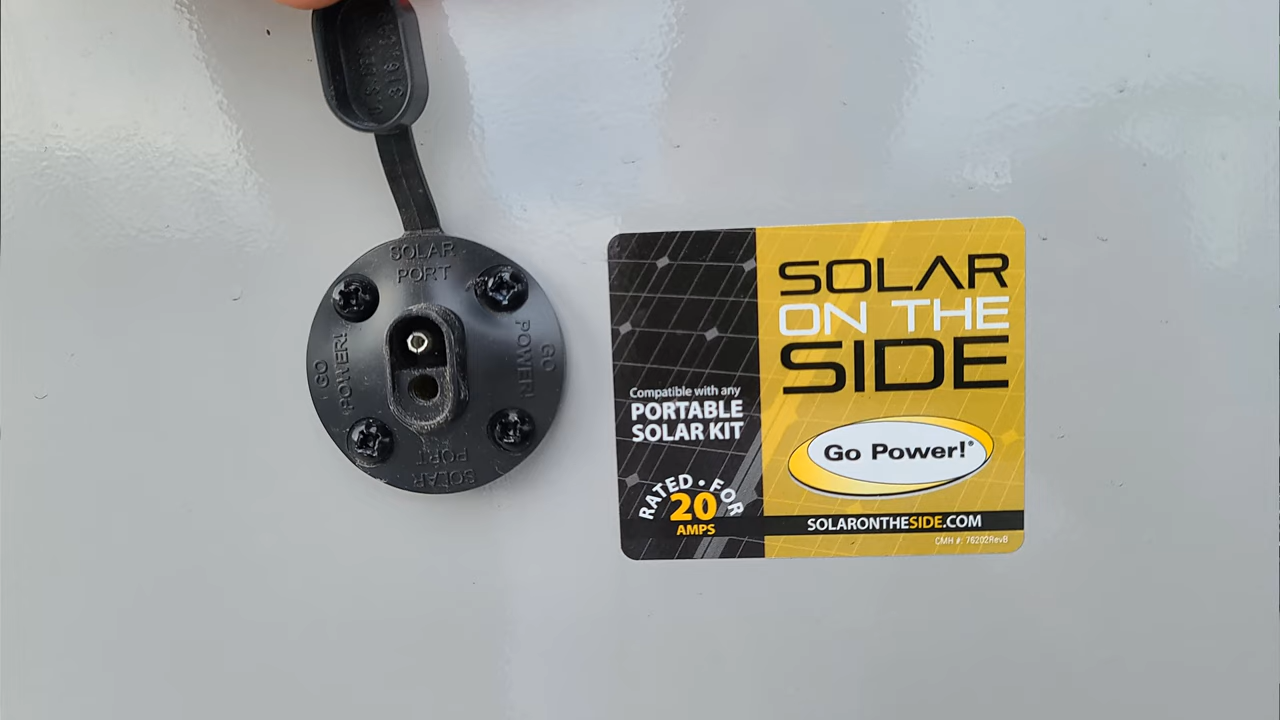 SOLAR
PORT
GO
POWER!
GO
POWER!
SOLAR
PORT
SOLAR
ON THE
SIDE
Compatible with any
PORTABLE
SOLAR KIT
Go Power!®
RATED • FOR
20
AMPS
SOLARONTHESIDE.COM
CMH #: 76202RevB